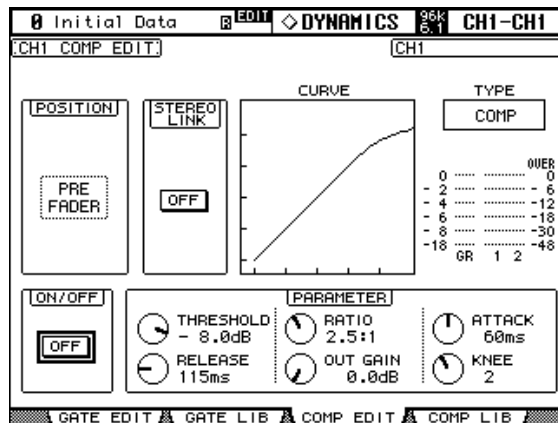 0 Initial Data R EDIT ◇DYNAMICS 96k 6.1 CH1-CH1
CH1 COMP EDIT CH1
POSITION
PRE
FADER
STEREO
LINK
OFF
CURVE
TYPE
COMP
OVER
0 0
- 2 - 6
- 4 -12
- 6 -18
- 8 -30
-18 -48
GR 1 2
ON/OFF
OFF
PARAMETER
THRESHOLD
- 8.0dB
RATIO
2.5:1
ATTACK
60ms
RELEASE
115ms
OUT GAIN
0.0dB
KNEE
2
GATE EDIT GATE LIB COMP EDIT COMP LIB